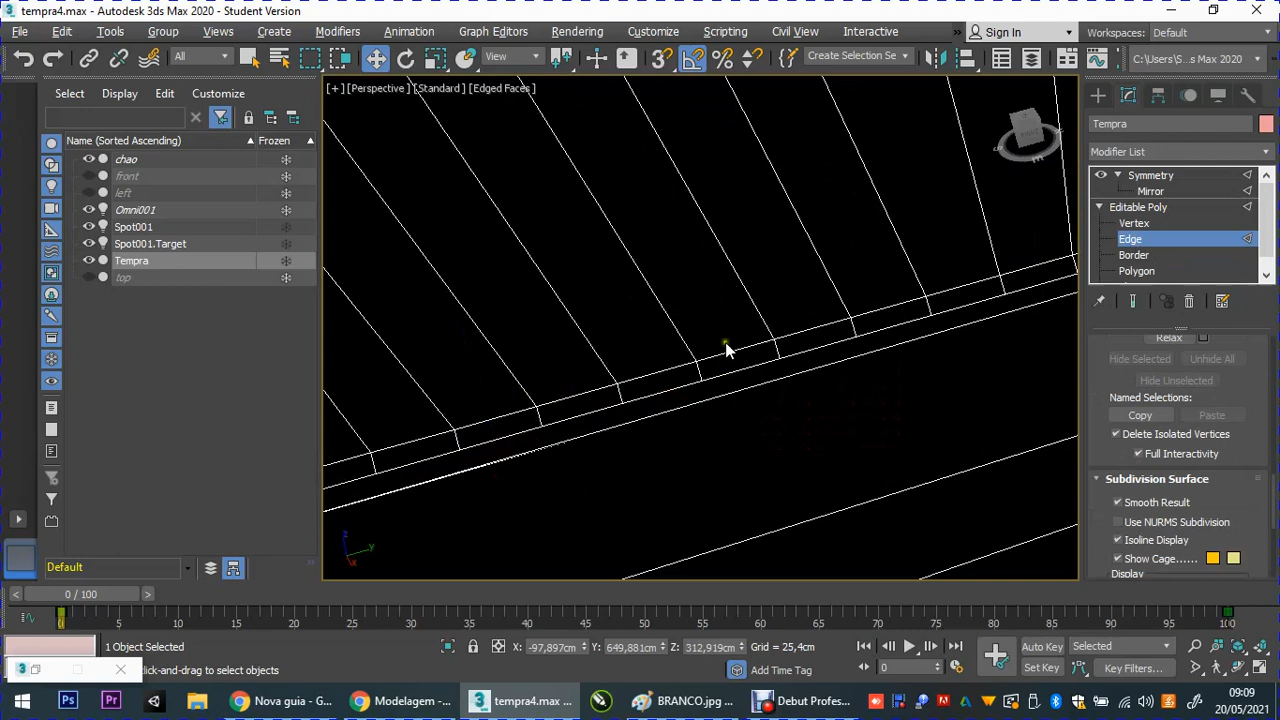 tempra4.max - Autodesk 3ds Max 2020 - Student Version
File Edit Tools Group Views Create Modifiers Animation Graph Editors Rendering Customize Scripting Civil View Interactive » Sign In Workspaces: Default
All View Create Selection Se C:\Users\S...s Max 2020
Select Display Edit Customize
[+] [Perspective] [Standard] [Edged Faces]
Name (Sorted Ascending) Frozen
chao
front
left
Omni001
Spot001
Spot001.Target
Tempra
top
Default
Tempra
Modifier List
Symmetry
Mirror
Editable Poly
Vertex
Edge
Border
Polygon
Relax
Hide Selected Unhide All
Hide Unselected
Named Selections:
Copy Paste
Delete Isolated Vertices
Full Interactivity
Subdivision Surface
Smooth Result
Use NURMS Subdivision
Isoline Display
Show Cage......
Display
z y x
< 0 / 100 >
0 5 10 15 20 25 30 35 40 45 50 55 60 65 70 75 80 85 90 95 100
1 Object Selected X: -97,897cm Y: 649,881cm Z: 312,919cm Grid = 25,4cm Auto Key Selected
click-and-drag to select objects Add Time Tag 0 Set Key Key Filters...
Nova guia - G... Modelagem - ... tempra4.max ... BRANCO.jpg ... Debut Profes...
09:09
20/05/2021